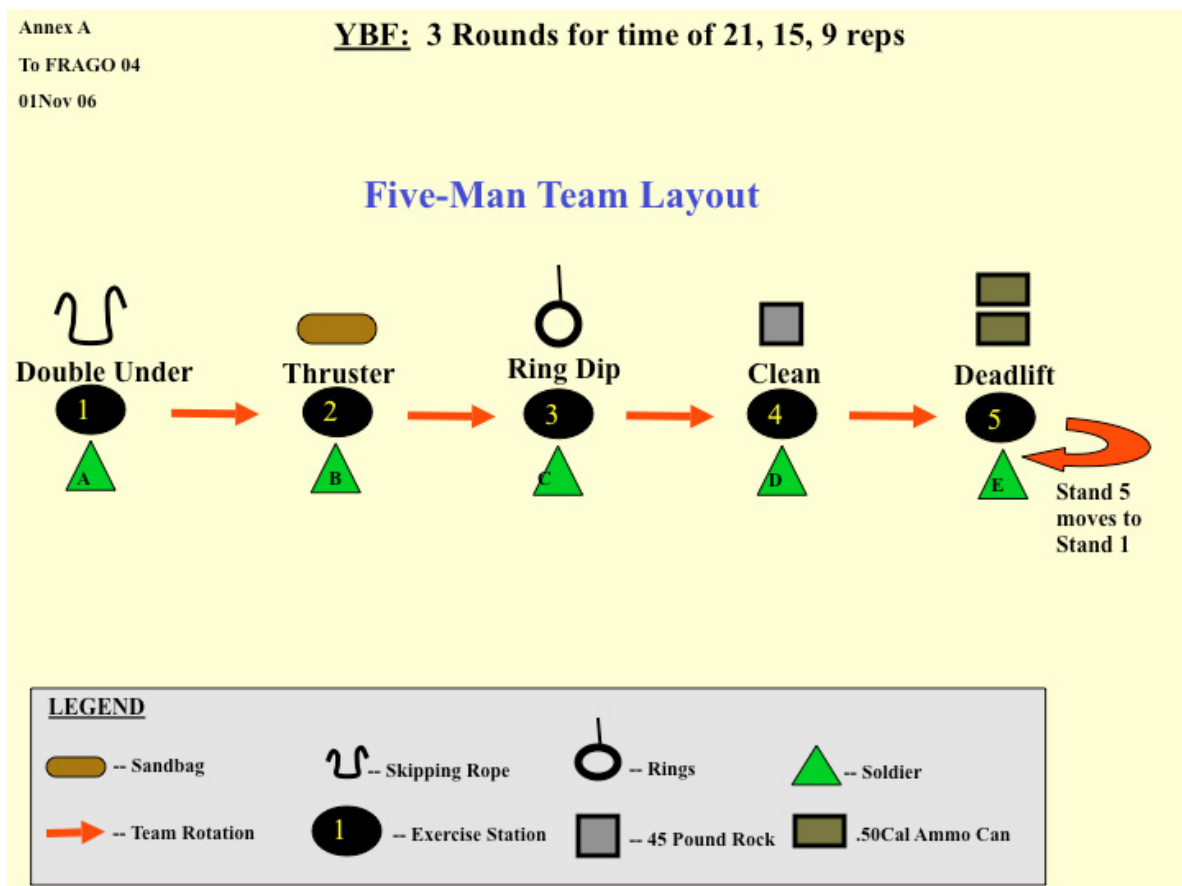 Annex A
To FRAGO 04
01Nov 06
YBF: 3 Rounds for time of 21, 15, 9 reps
Five-Man Team Layout
Double Under
Thruster
Ring Dip
Clean
Deadlift
1
2
3
4
5
A
B
C
D
E
Stand 5
moves to
Stand 1
LEGEND
-- Sandbag
-- Skipping Rope
-- Rings
-- Soldier
-- Team Rotation
1
-- Exercise Station
-- 45 Pound Rock
.50Cal Ammo Can